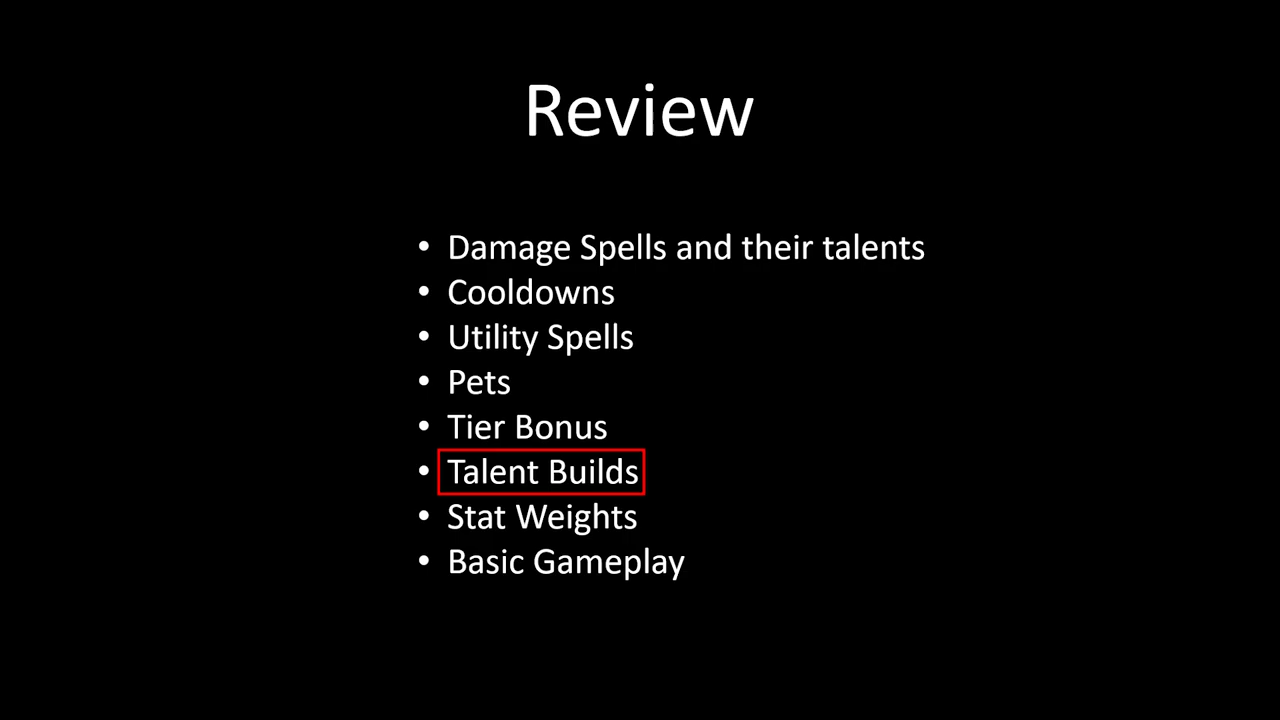 Review
• Damage Spells and their talents
• Cooldowns
• Utility Spells
• Pets
• Tier Bonus
• Talent Builds
• Stat Weights
• Basic Gameplay